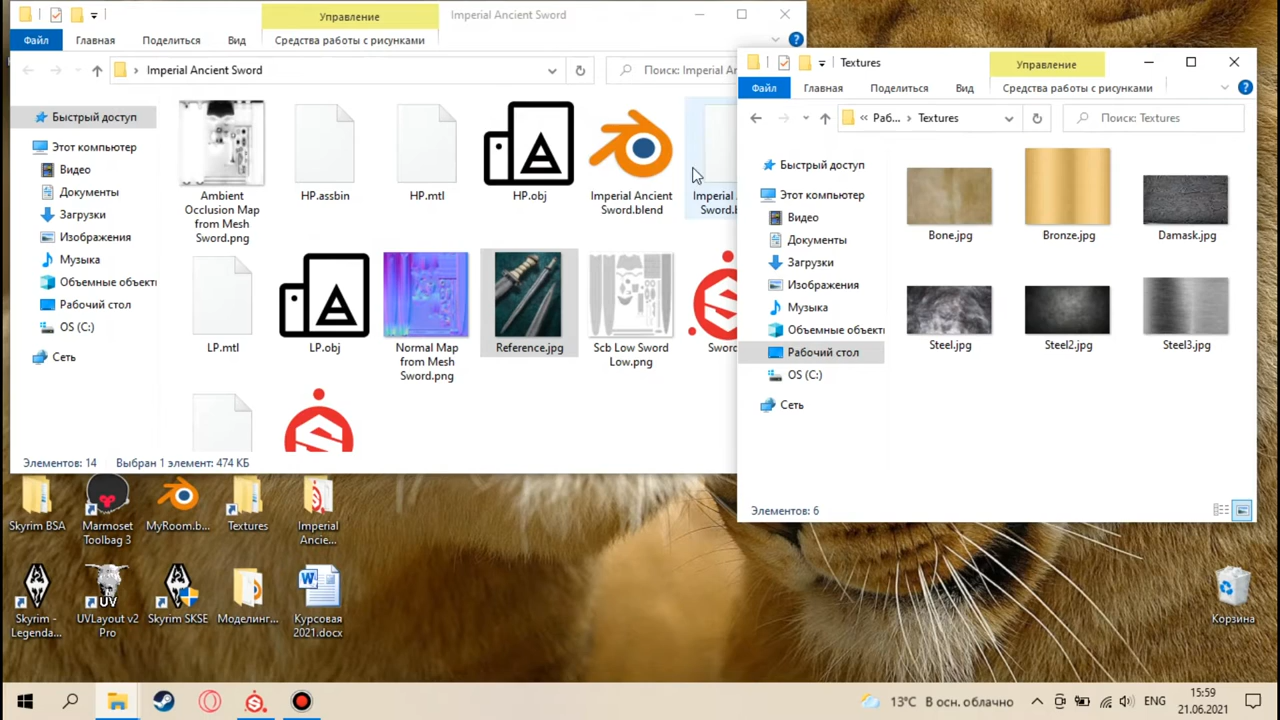 Управление
Imperial Ancient Sword
Файл
Главная
Поделиться
Вид
Средства работы с рисунками
Imperial Ancient Sword
Поиск: Imperial An
Быстрый доступ
Этот компьютер
Видео
Документы
Загрузки
Изображения
Музыка
Объемные объекты
Рабочий стол
OS (C:)
Сеть
Ambient
Occlusion Map
from Mesh
Sword.png
HP.assbin
HP.mtl
HP.obj
Imperial Ancient
Sword.blend
Imperial
Sword.b
LP.mtl
LP.obj
Normal Map
from Mesh
Sword.png
Reference.jpg
Scb Low Sword
Low.png
Sword
Элементов: 14
Выбран 1 элемент: 474 КБ
Textures
Управление
Файл
Главная
Поделиться
Вид
Средства работы с рисунками
« Раб...
Textures
Поиск: Textures
Быстрый доступ
Этот компьютер
Видео
Документы
Загрузки
Изображения
Музыка
Объемные объекты
Рабочий стол
OS (C:)
Сеть
Bone.jpg
Bronze.jpg
Damask.jpg
Steel.jpg
Steel2.jpg
Steel3.jpg
Элементов: 6
Skyrim BSA
Marmoset
Toolbag 3
MyRoom.b...
Textures
Imperial
Ancie...
Skyrim -
Legenda...
UV
UVLayout v2
Pro
Skyrim SKSE
Моделинг...
Курсовая
2021.docx
Корзина
13°C В осн. облачно
ENG
15:59
21.06.2021